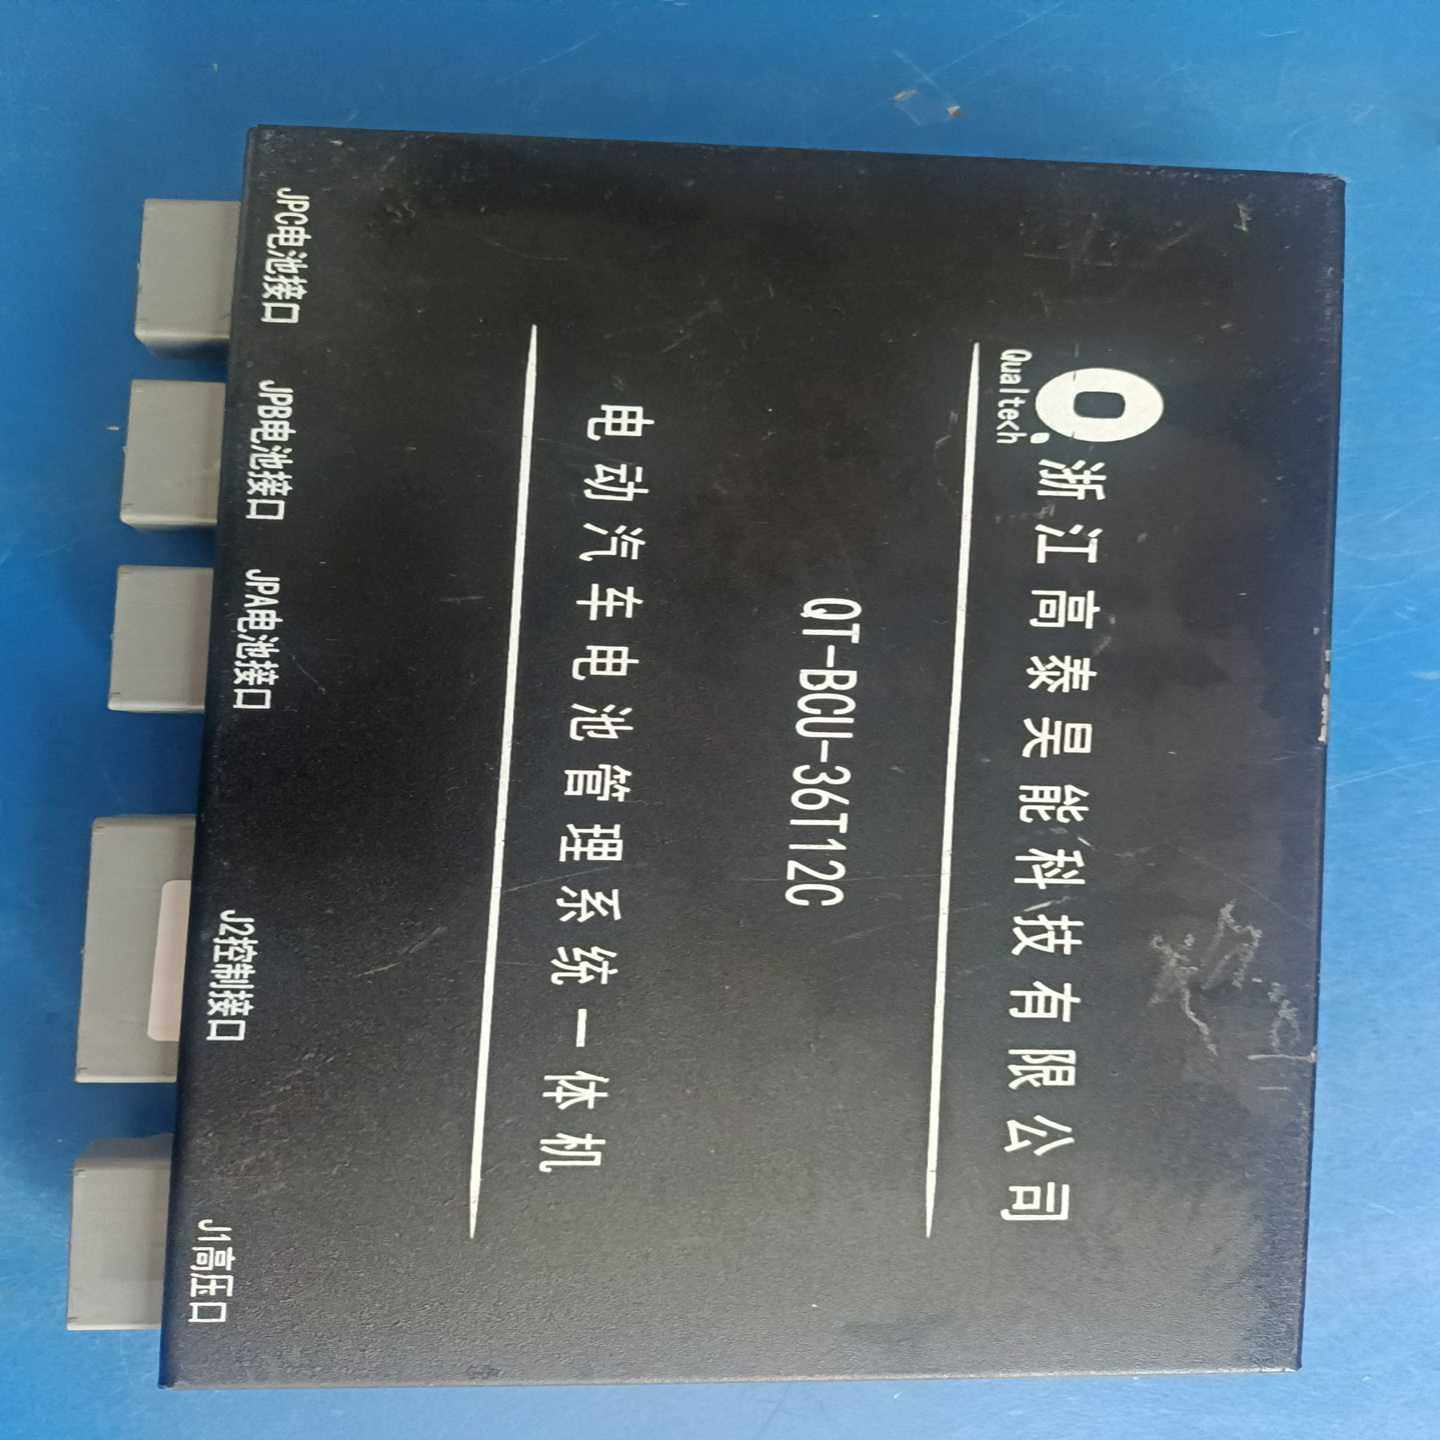 Qualtech
浙江高泰昊能科技有限公司
QT-BCU-36T12C
电动汽车电池管理系统一体机
JPC电池接口
JPB电池接口
JPA电池接口
J2控制接口
J1高压口